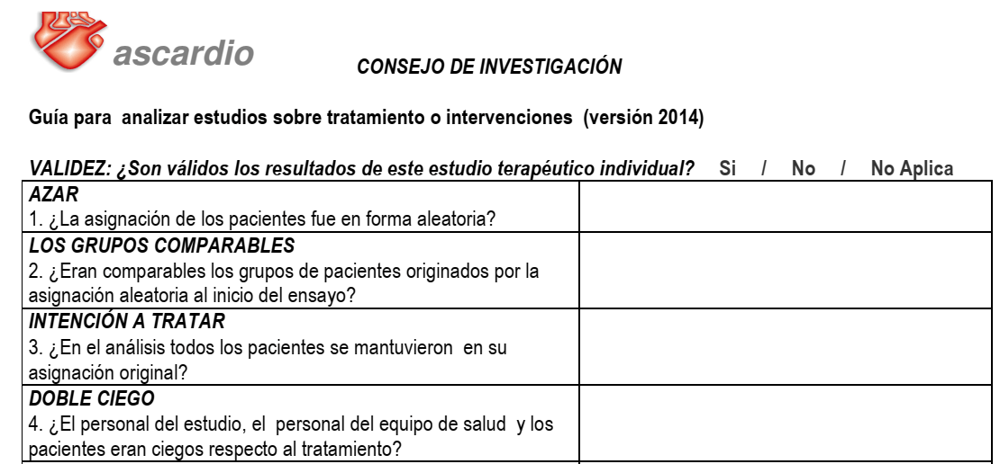 ascardio
CONSEJO DE INVESTIGACIÓN
Guía para  analizar estudios sobre tratamiento o intervenciones  (versión 2014)
VALIDEZ: ¿Son válidos los resultados de este estudio terapéutico individual?    Si    /    No    /    No Aplica
AZAR
1. ¿La asignación de los pacientes fue en forma aleatoria?
LOS GRUPOS COMPARABLES
2. ¿Eran comparables los grupos de pacientes originados por la
asignación aleatoria al inicio del ensayo?
INTENCIÓN A TRATAR
3. ¿En el análisis todos los pacientes se mantuvieron  en su
asignación original?
DOBLE CIEGO
4. ¿El personal del estudio, el  personal del equipo de salud  y los
pacientes eran ciegos respecto al tratamiento?